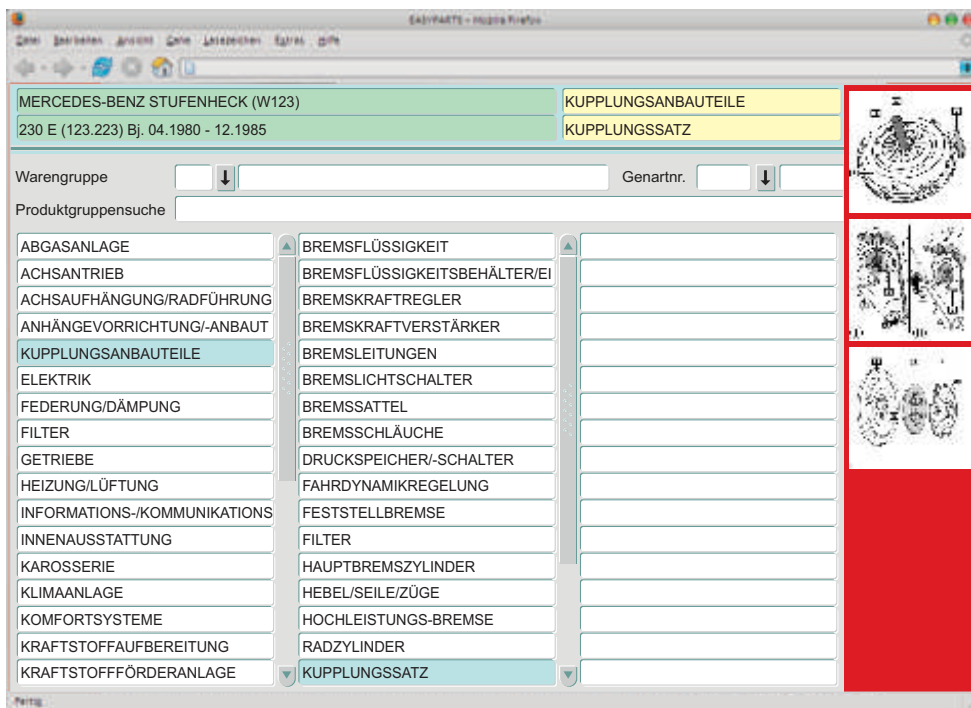 EASYPARTS - Mozilla Firefox
Datei Bearbeiten Ansicht Gehe Lesezeichen Extras Hilfe
MERCEDES-BENZ STUFENHECK (W123)
KUPPLUNGSANBAUTEILE
230 E (123.223) Bj. 04.1980 - 12.1985
KUPPLUNGSSATZ
Warengruppe
Genartnr.
Produktgruppensuche
ABGASANLAGE
BREMSFLÜSSIGKEIT
ACHSANTRIEB
BREMSFLÜSSIGKEITSBEHÄLTER/EI
ACHSAUFHÄNGUNG/RADFÜHRUNG
BREMSKRAFTREGLER
ANHÄNGEVORRICHTUNG/-ANBAUT
BREMSKRAFTVERSTÄRKER
KUPPLUNGSANBAUTEILE
BREMSLEITUNGEN
ELEKTRIK
BREMSLICHTSCHALTER
FEDERUNG/DÄMPUNG
BREMSSATTEL
FILTER
BREMSSCHLÄUCHE
GETRIEBE
DRUCKSPEICHER/-SCHALTER
HEIZUNG/LÜFTUNG
FAHRDYNAMIKREGELUNG
INFORMATIONS-/KOMMUNIKATIONS
FESTSTELLBREMSE
INNENAUSSTATTUNG
FILTER
KAROSSERIE
HAUPTBREMSZYLINDER
KLIMAANLAGE
HEBEL/SEILE/ZÜGE
KOMFORTSYSTEME
HOCHLEISTUNGS-BREMSE
KRAFTSTOFFAUFBEREITUNG
RADZYLINDER
KRAFTSTOFFFÖRDERANLAGE
KUPPLUNGSSATZ
Fertig